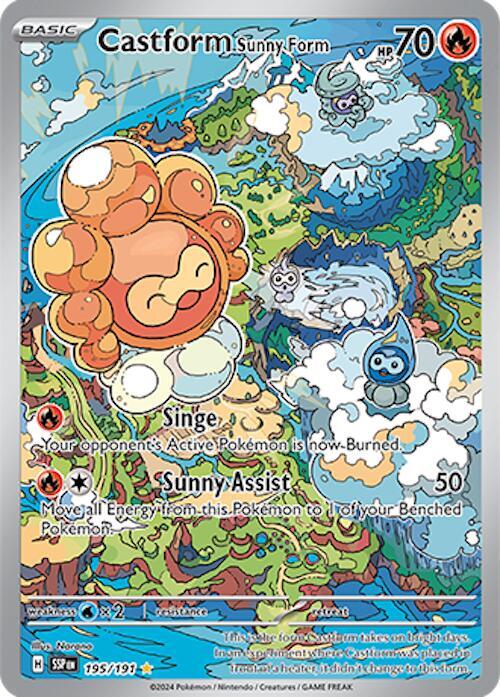 BASIC
Castform Sunny Form HP 70
Singe
Your opponent's Active Pokémon is now Burned.
Sunny Assist 50
Move all Energy from this Pokémon to 1 of your Benched
Pokémon.
weakness ×2 resistance retreat
This is the form Castform takes on bright days.
In an experiment where Castform was placed in
front of a heater, it didn't change to this form.
Illus. Narano
H SSP EN 195/191
©2024 Pokémon / Nintendo / Creatures / GAME FREAK